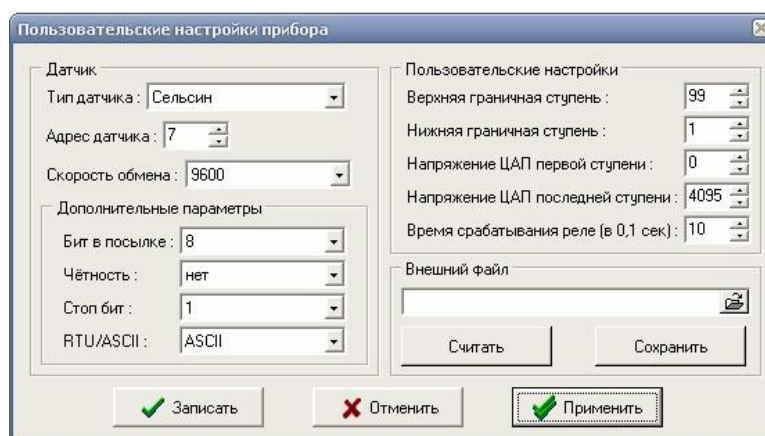 Пользовательские настройки прибора
Датчик
Тип датчика : Сельсин
Адрес датчика : 7
Скорость обмена : 9600
Дополнительные параметры
Бит в посылке : 8
Чётность : нет
Стоп бит : 1
RTU/ASCII : ASCII
Пользовательские настройки
Верхняя граничная ступень : 99
Нижняя граничная ступень : 1
Напряжение ЦАП первой ступени : 0
Напряжение ЦАП последней ступени : 4095
Время срабатывания реле (в 0,1 сек) : 10
Внешний файл
Считать Сохранить
Записать Отменить Применить